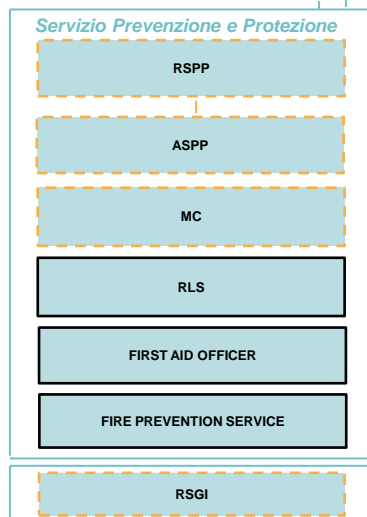 Servizio Prevenzione e Protezione
RSPP
ASPP
MC
RLS
FIRST AID OFFICER
FIRE PREVENTION SERVICE
RSGI